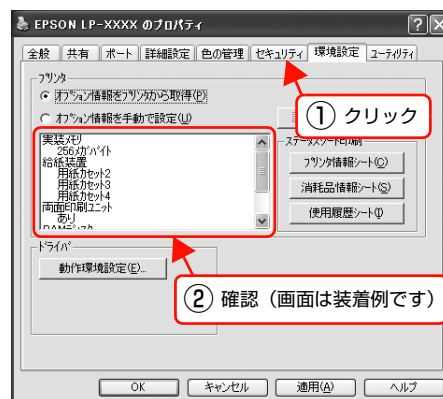 EPSON LP-XXXX のプロパティ
全般 共有 ポート 詳細設定 色の管理 セキュリティ 環境設定 ユーティリティ
プリンタ
オプション情報をプリンタから取得(P)
オプション情報を手動で設定(U)
① クリック
実装メモリ
256メガバイト
給紙装置
用紙カセット2
用紙カセット3
用紙カセット4
両面印刷ユニット
あり
RAMディスク
ステータスシート印刷
プリンタ情報シート(C)
消耗品情報シート(S)
使用履歴シート(I)
ドライバ
動作環境設定(E)...
② 確認（画面は装着例です）
OK キャンセル 適用(A) ヘルプ